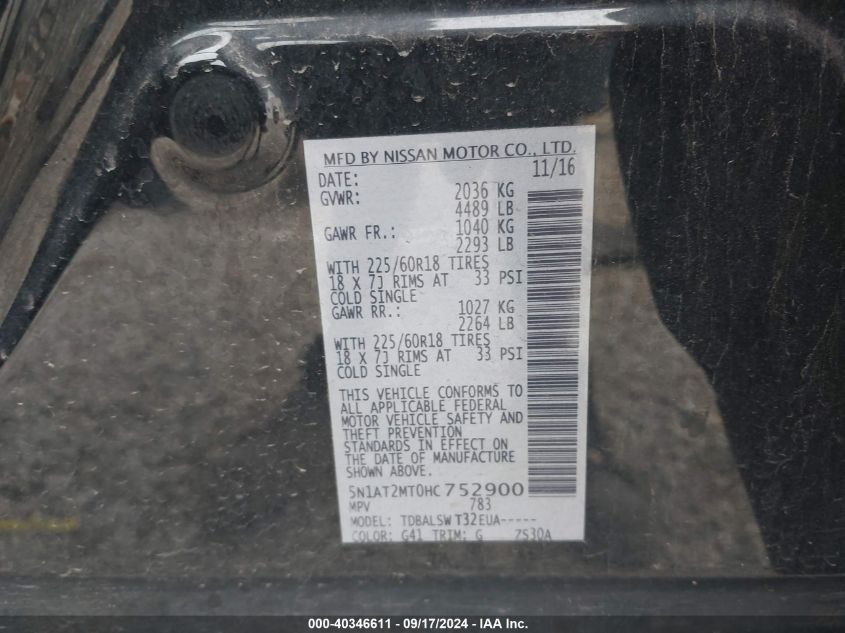 MFD BY NISSAN MOTOR CO., LTD.
DATE: 11/16
GVWR: 2036 KG
4489 LB
GAWR FR.: 1040 KG
2293 LB
WITH 225/60R18 TIRES
18 X 7J RIMS AT 33 PSI
COLD SINGLE
GAWR RR.: 1027 KG
2264 LB
WITH 225/60R18 TIRES
18 X 7J RIMS AT 33 PSI
COLD SINGLE
THIS VEHICLE CONFORMS TO
ALL APPLICABLE FEDERAL
MOTOR VEHICLE SAFETY AND
THEFT PREVENTION
STANDARDS IN EFFECT ON
THE DATE OF MANUFACTURE
SHOWN ABOVE.
5N1AT2MT0HC752900
MPV 783
MODEL: TDBALSW T32EUA-----
COLOR: G41 TRIM: G ZS30A
000-40346611 - 09/17/2024 - IAA, Inc.